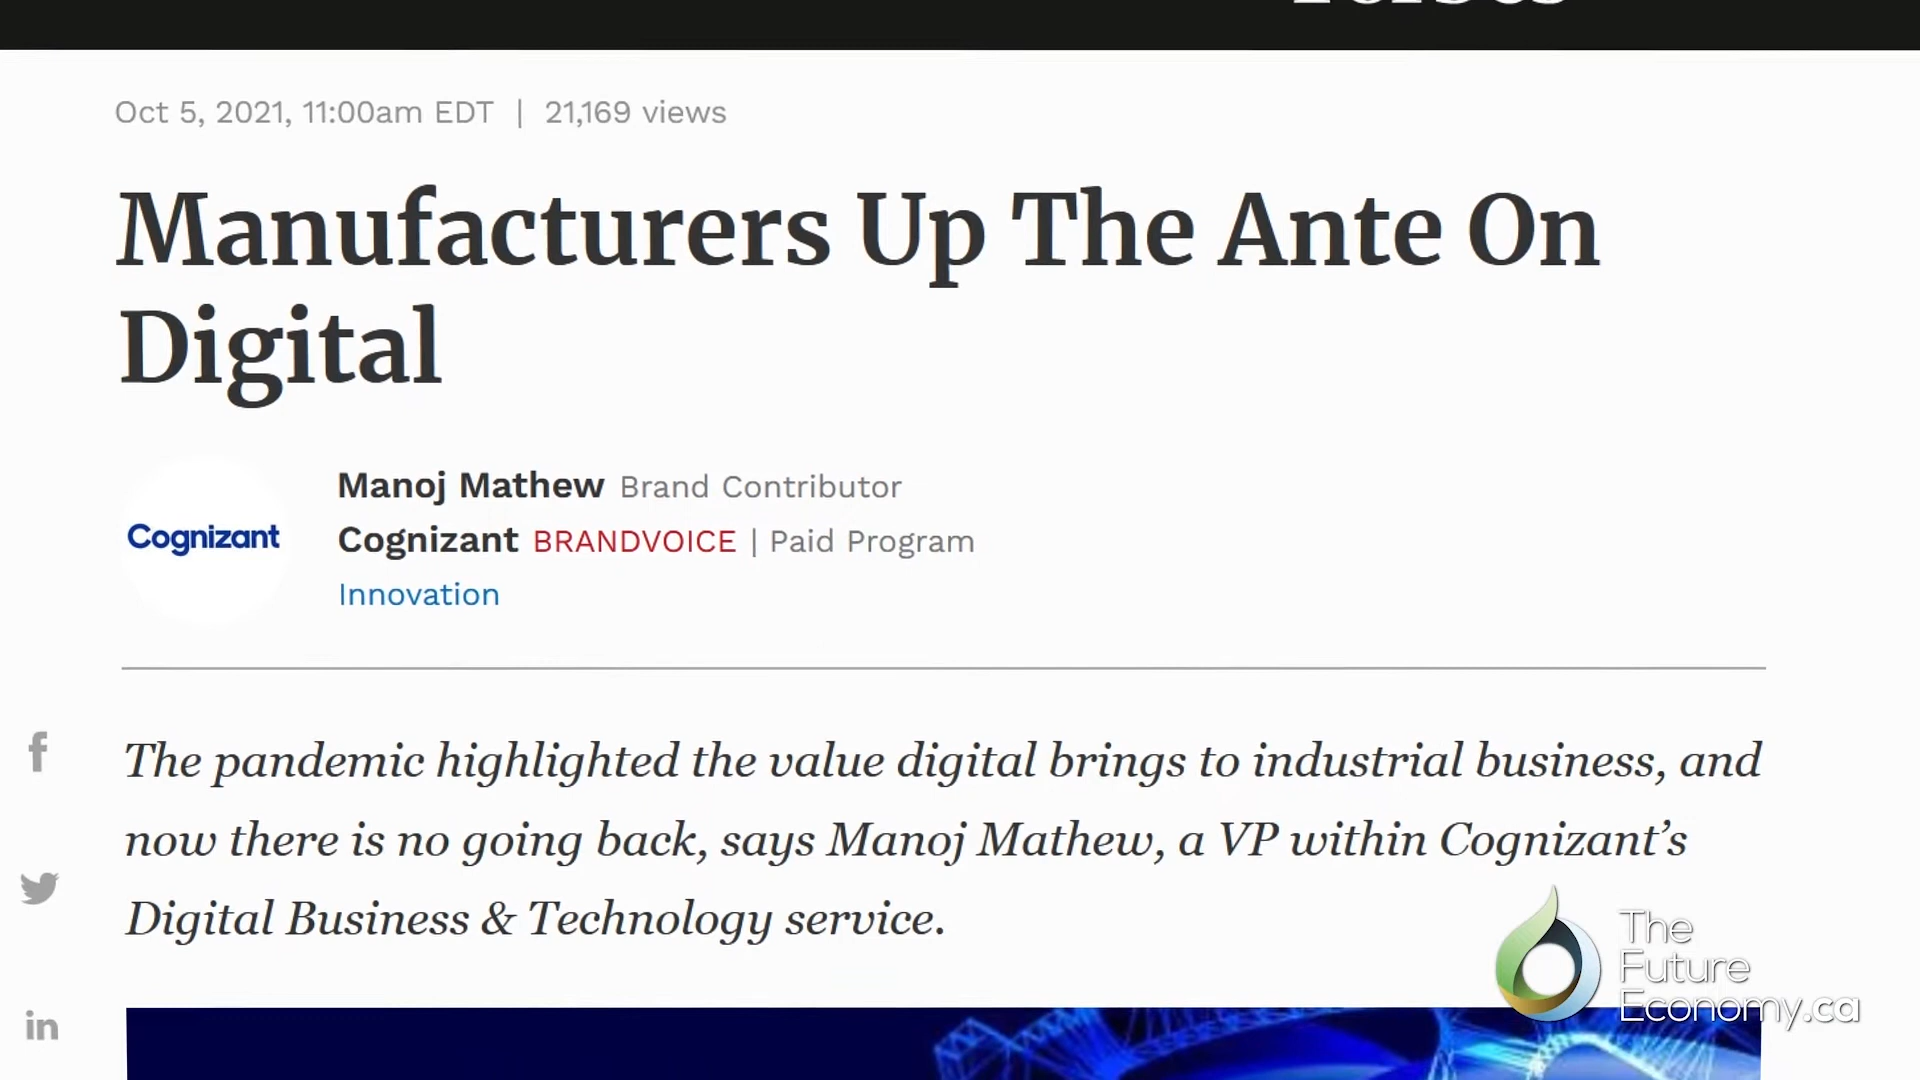 Oct 5, 2021, 11:00am EDT | 21,169 views
Manufacturers Up The Ante On
Digital
Cognizant
Manoj Mathew Brand Contributor
Cognizant BRANDVOICE | Paid Program
Innovation
The pandemic highlighted the value digital brings to industrial business, and
now there is no going back, says Manoj Mathew, a VP within Cognizant’s
Digital Business & Technology service.
The
Future
Economy.ca